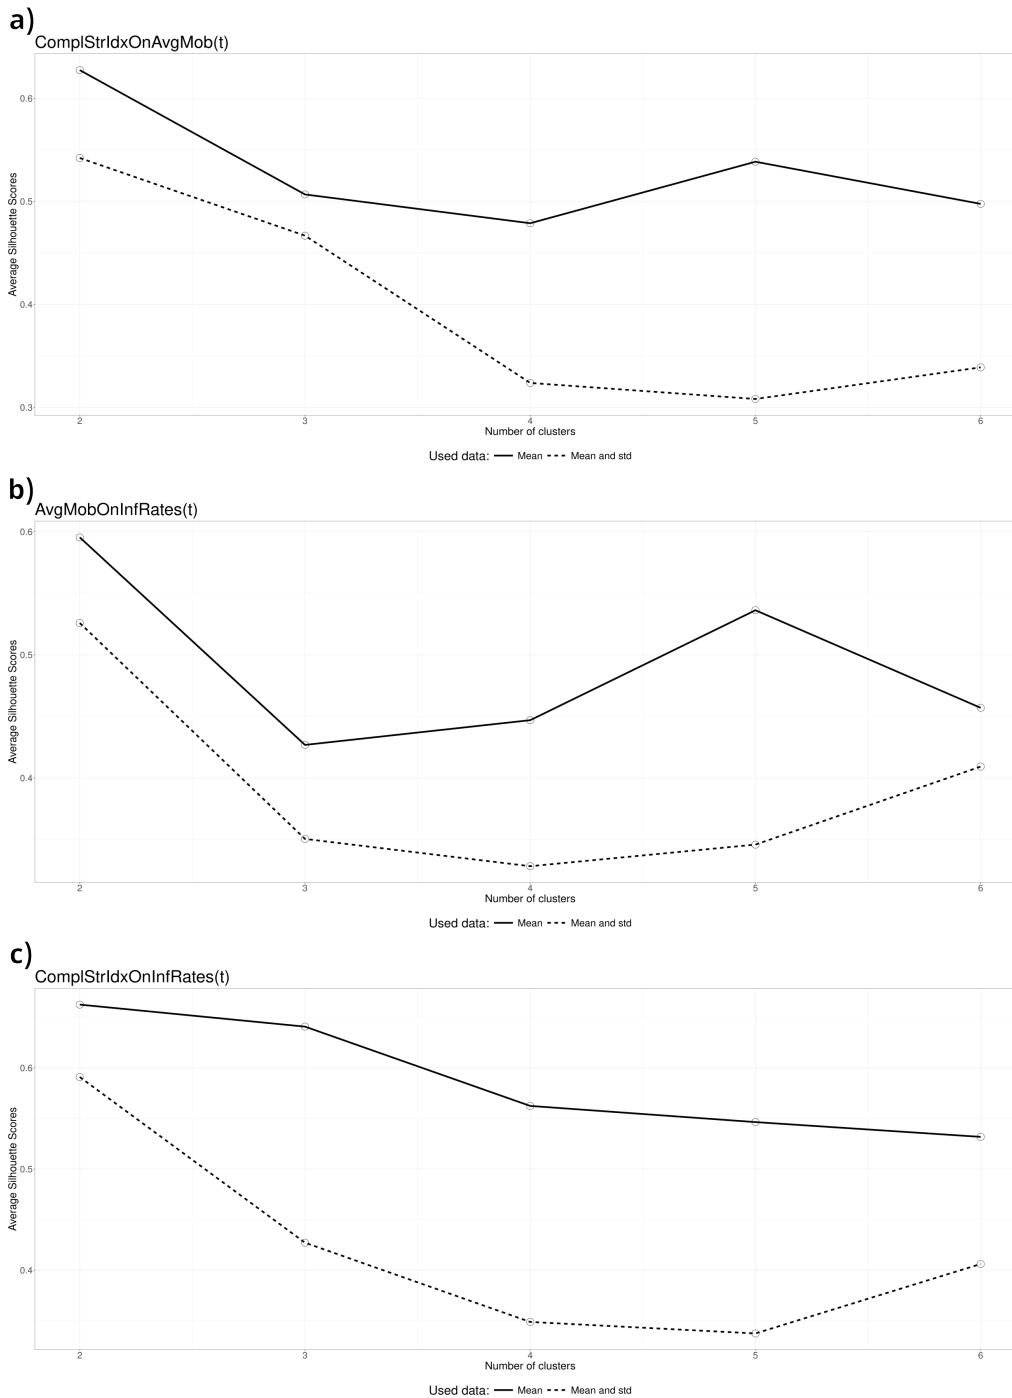 a)
ComplStrIdxOnAvgMob(t)
Average Silhouette Scores
0.6
0.5
0.4
0.3
2 3 4 5 6
Number of clusters
Used data: Mean Mean and std
b)
AvgMobOnInfRates(t)
Average Silhouette Scores
0.6
0.5
0.4
2 3 4 5 6
Number of clusters
Used data: Mean Mean and std
c)
ComplStrIdxOnInfRates(t)
Average Silhouette Scores
0.6
0.5
0.4
2 3 4 5 6
Number of clusters
Used data: Mean Mean and std